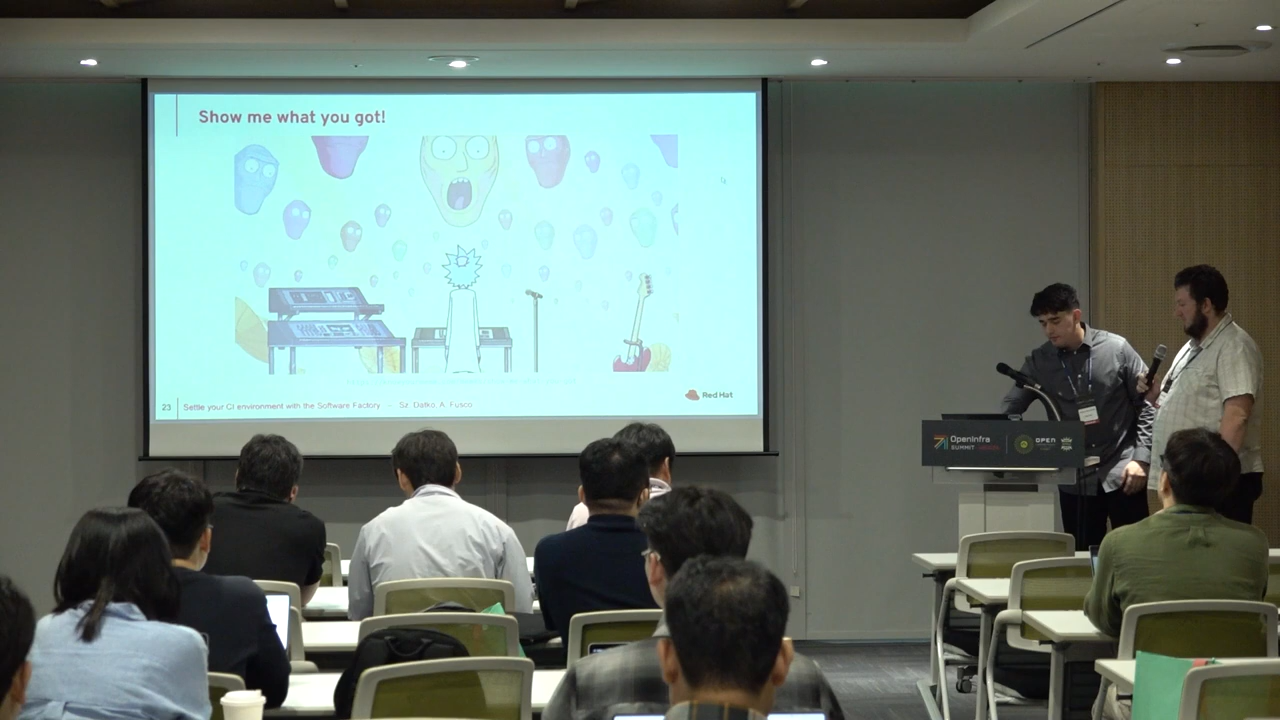 Show me what you got!
23 Settle your CI environment with the Software Factory - Sz. Datko, A. Fusco
Red Hat
OpenInfra
SUMMIT
OPEN